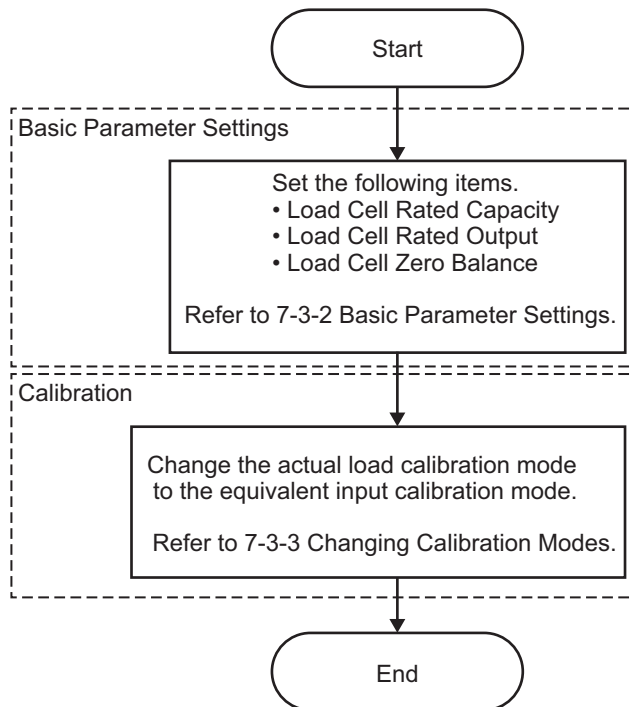 Start
Basic Parameter Settings
Set the following items.
• Load Cell Rated Capacity
• Load Cell Rated Output
• Load Cell Zero Balance
Refer to 7-3-2 Basic Parameter Settings.
Calibration
Change the actual load calibration mode
to the equivalent input calibration mode.
Refer to 7-3-3 Changing Calibration Modes.
End